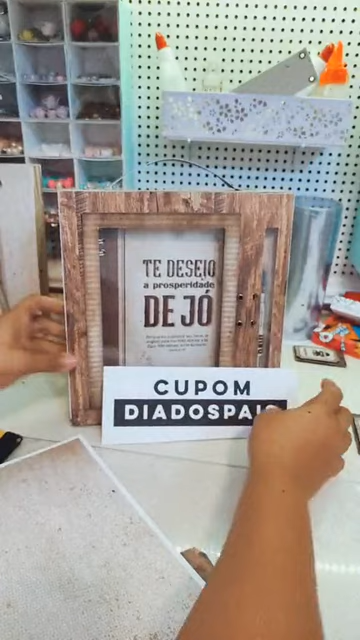 TE DESEJO
a prosperidade
DE JÓ
CUPOM
DIADOSPAIS